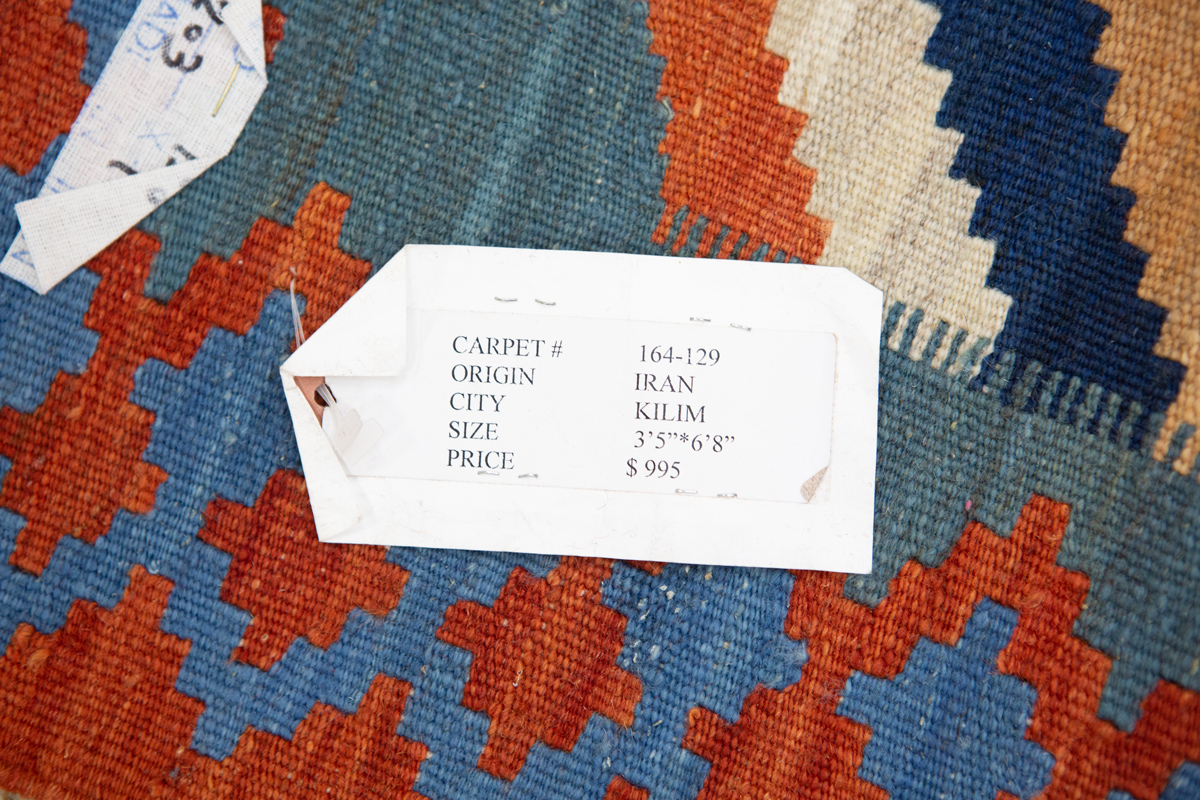 CARPET # 164-129
ORIGIN IRAN
CITY KILIM
SIZE 3’5”*6’8”
PRICE $ 995